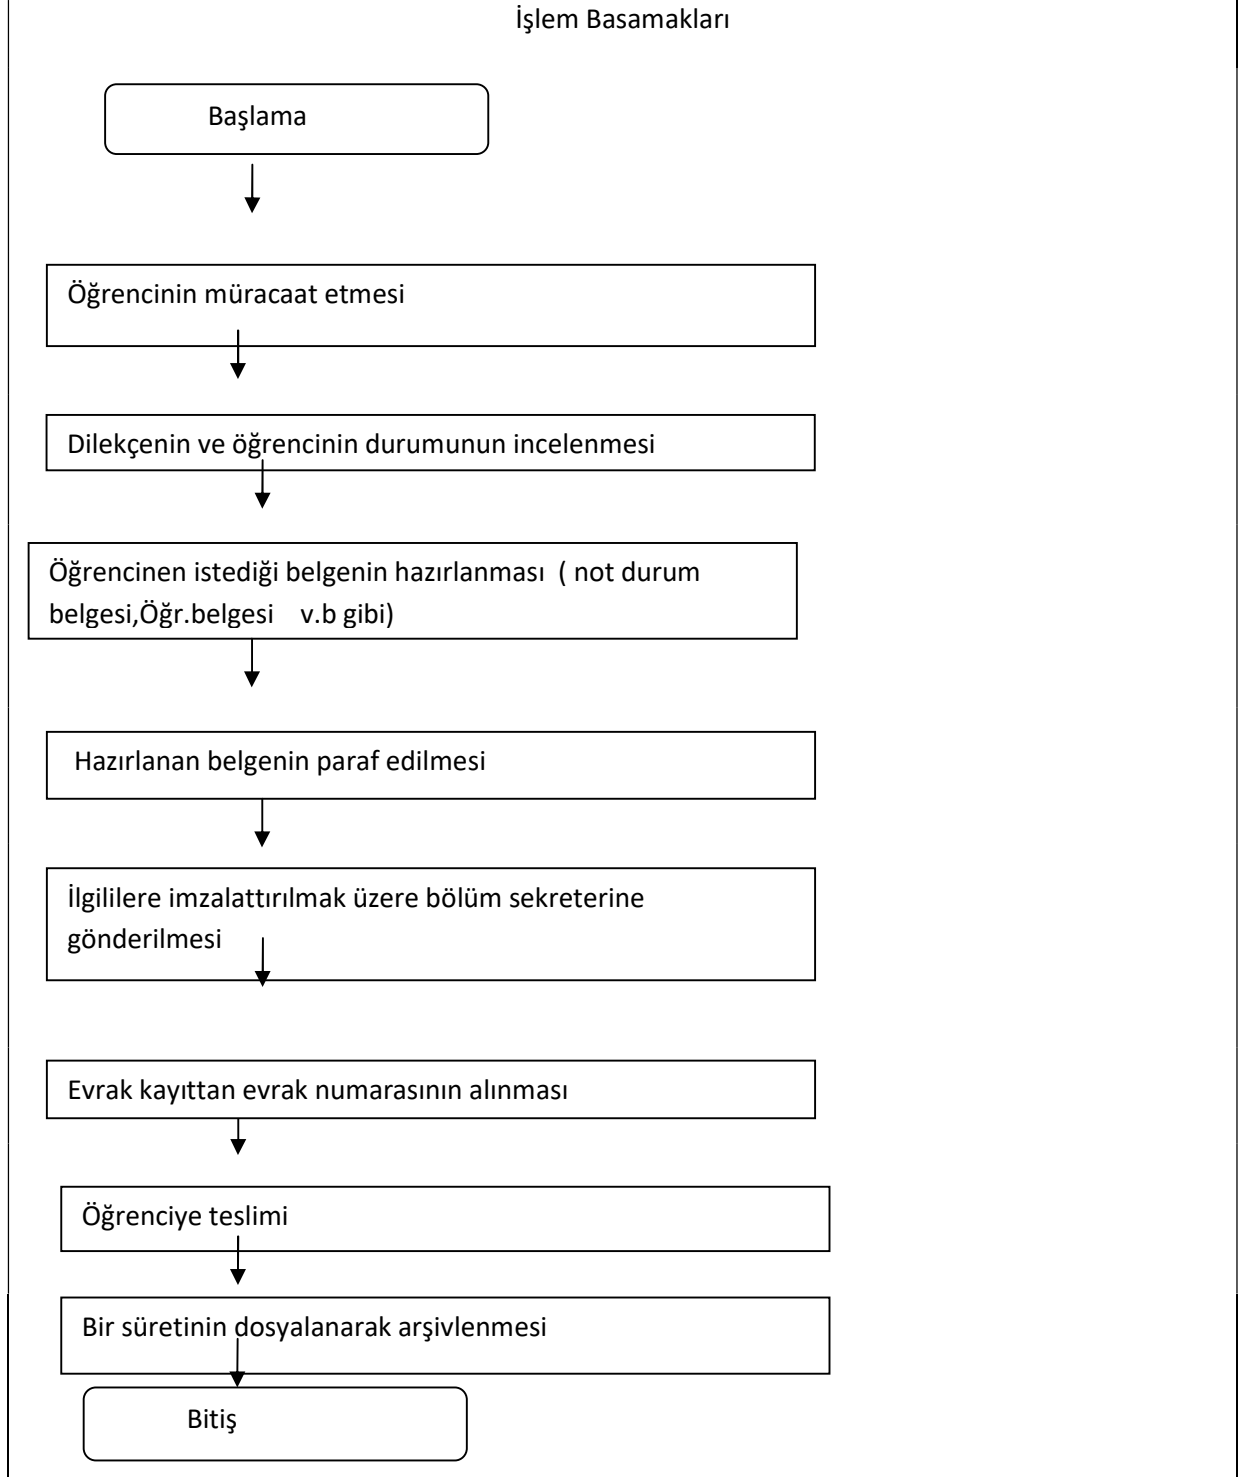 İşlem Basamakları
Başlama
Öğrencinin müracaat etmesi
Dilekçenin ve öğrencinin durumunun incelenmesi
Öğrencinen istediği belgenin hazırlanması ( not durum
belgesi,Öğr.belgesi v.b gibi)
Hazırlanan belgenin paraf edilmesi
İlgililere imzalattırılmak üzere bölüm sekreterine
gönderilmesi
Evrak kayıttan evrak numarasının alınması
Öğrenciye teslimi
Bir süretinin dosyalanarak arşivlenmesi
Bitiş